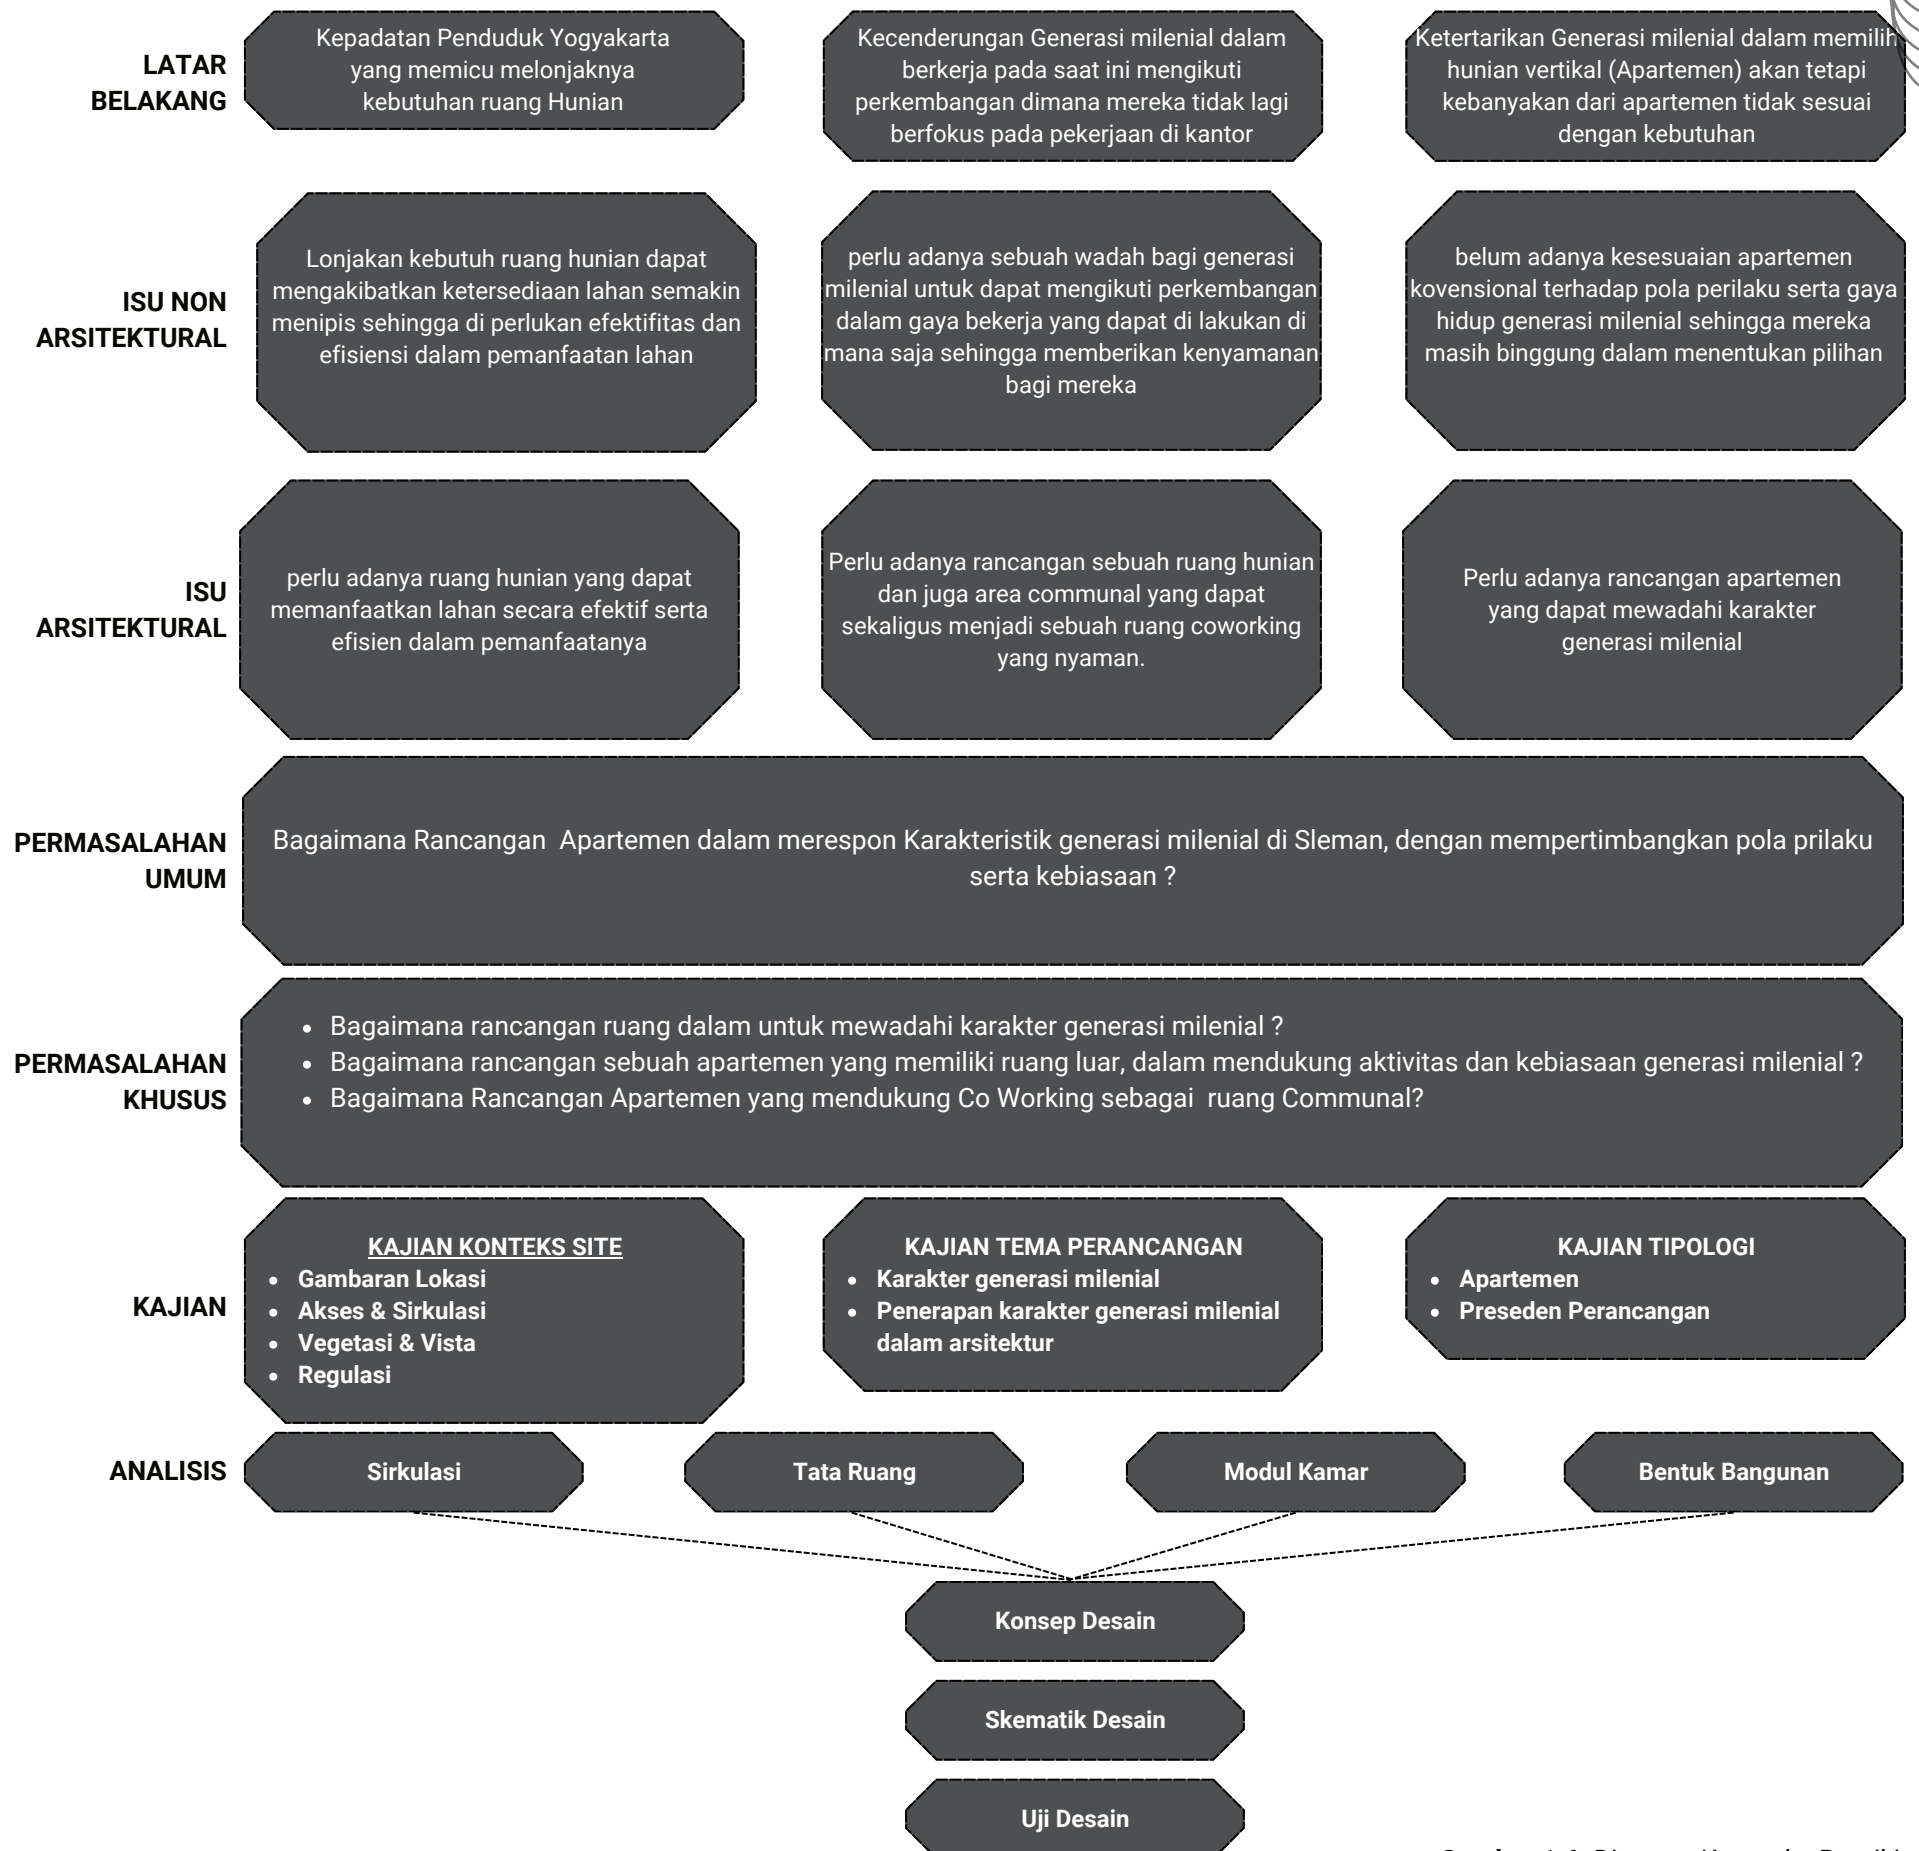 LATAR
BELAKANG
Kepadatan Penduduk Yogyakarta
yang memicu melonjaknya
kebutuhan ruang Hunian
Kecenderungan Generasi milenial dalam
berkerja pada saat ini mengikuti
perkembangan dimana mereka tidak lagi
berfokus pada pekerjaan di kantor
Ketertarikan Generasi milenial dalam memilih
hunian vertikal (Apartemen) akan tetapi
kebanyakan dari apartemen tidak sesuai
dengan kebutuhan
ISU NON
ARSITEKTURAL
Lonjakan kebutuh ruang hunian dapat
mengakibatkan ketersediaan lahan semakin
menipis sehingga di perlukan efektifitas dan
efisiensi dalam pemanfaatan lahan
perlu adanya sebuah wadah bagi generasi
milenial untuk dapat mengikuti perkembangan
dalam gaya bekerja yang dapat di lakukan di
mana saja sehingga memberikan kenyamanan
bagi mereka
belum adanya kesesuaian apartemen
kovensional terhadap pola perilaku serta gaya
hidup generasi milenial sehingga mereka
masih binggung dalam menentukan pilihan
ISU
ARSITEKTURAL
perlu adanya ruang hunian yang dapat
memanfaatkan lahan secara efektif serta
efisien dalam pemanfaatanya
Perlu adanya rancangan sebuah ruang hunian
dan juga area communal yang dapat
sekaligus menjadi sebuah ruang coworking
yang nyaman.
Perlu adanya rancangan apartemen
yang dapat mewadahi karakter
generasi milenial
PERMASALAHAN
UMUM
Bagaimana Rancangan  Apartemen dalam merespon Karakteristik generasi milenial di Sleman, dengan mempertimbangkan pola prilaku
serta kebiasaan ?
PERMASALAHAN
KHUSUS
• Bagaimana rancangan ruang dalam untuk mewadahi karakter generasi milenial ?
• Bagaimana rancangan sebuah apartemen yang memiliki ruang luar, dalam mendukung aktivitas dan kebiasaan generasi milenial ?
• Bagaimana Rancangan Apartemen yang mendukung Co Working sebagai  ruang Communal?
KAJIAN
KAJIAN KONTEKS SITE
• Gambaran Lokasi
• Akses & Sirkulasi
• Vegetasi & Vista
• Regulasi
KAJIAN TEMA PERANCANGAN
• Karakter generasi milenial
• Penerapan karakter generasi milenial
dalam arsitektur
KAJIAN TIPOLOGI
• Apartemen
• Preseden Perancangan
ANALISIS
Sirkulasi
Tata Ruang
Modul Kamar
Bentuk Bangunan
Konsep Desain
Skematik Desain
Uji Desain